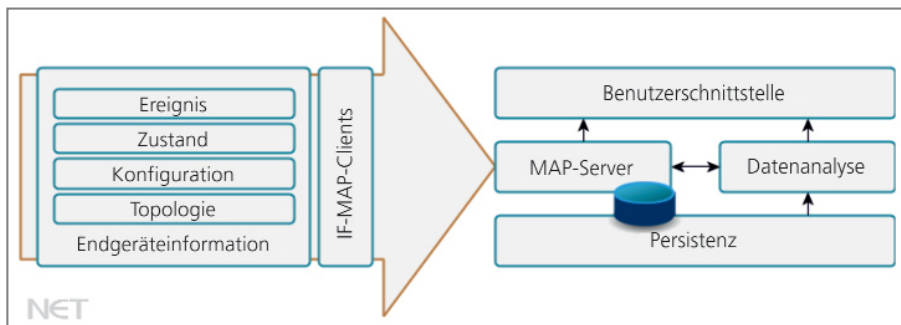 Ereignis
Zustand
Konfiguration
Topologie
Endgeräteinformation
IF-MAP-Clients
Benutzerschnittstelle
MAP-Server
Datenanalyse
Persistenz
NET